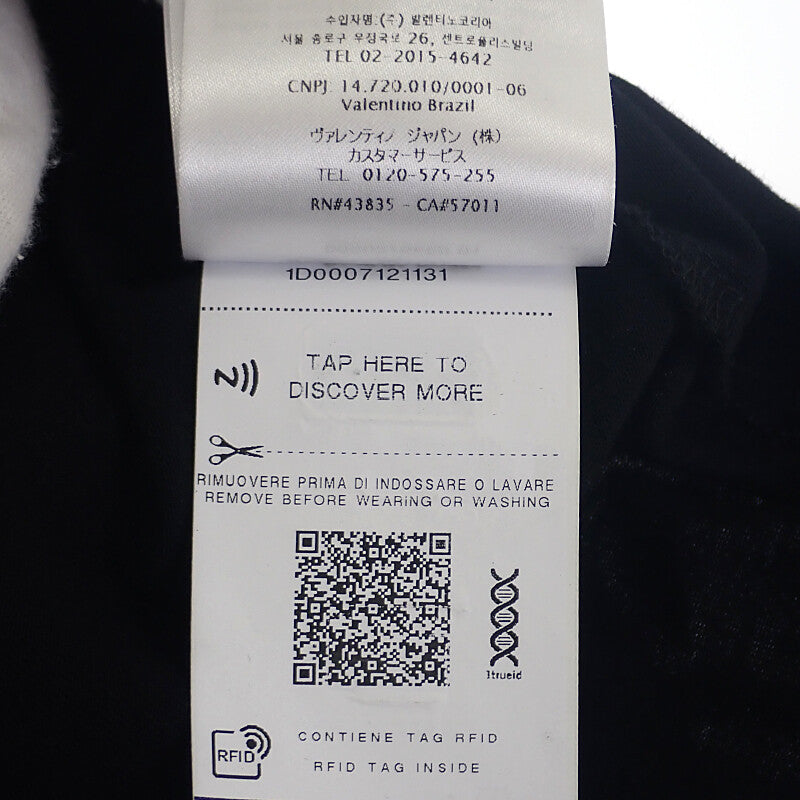 수입자명:(주) 발렌티노코리아
서울 종로구 우정국로 26, 센트로폴리스빌딩
TEL 02-2015-4642
CNPJ 14.720.010/0001-06
Valentino Brazil
ヴァレンティノ ジャパン (株)
カスタマーサービス
TEL 0120-575-255
RN#43835 - CA#57011
1D0007121131
TAP HERE TO
DISCOVER MORE
RIMUOVERE PRIMA DI INDOSSARE O LAVARE
REMOVE BEFORE WEARING OR WASHING
1trueid
RFID
CONTIENE TAG RFID
RFID TAG INSIDE